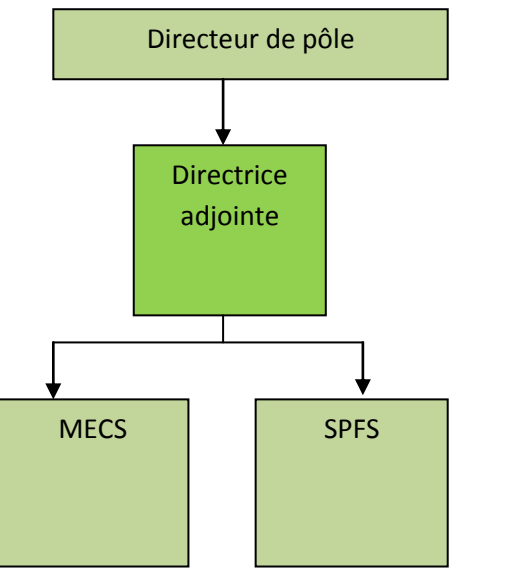 Directeur de pôle
Directrice
adjointe
MECS
SPFS